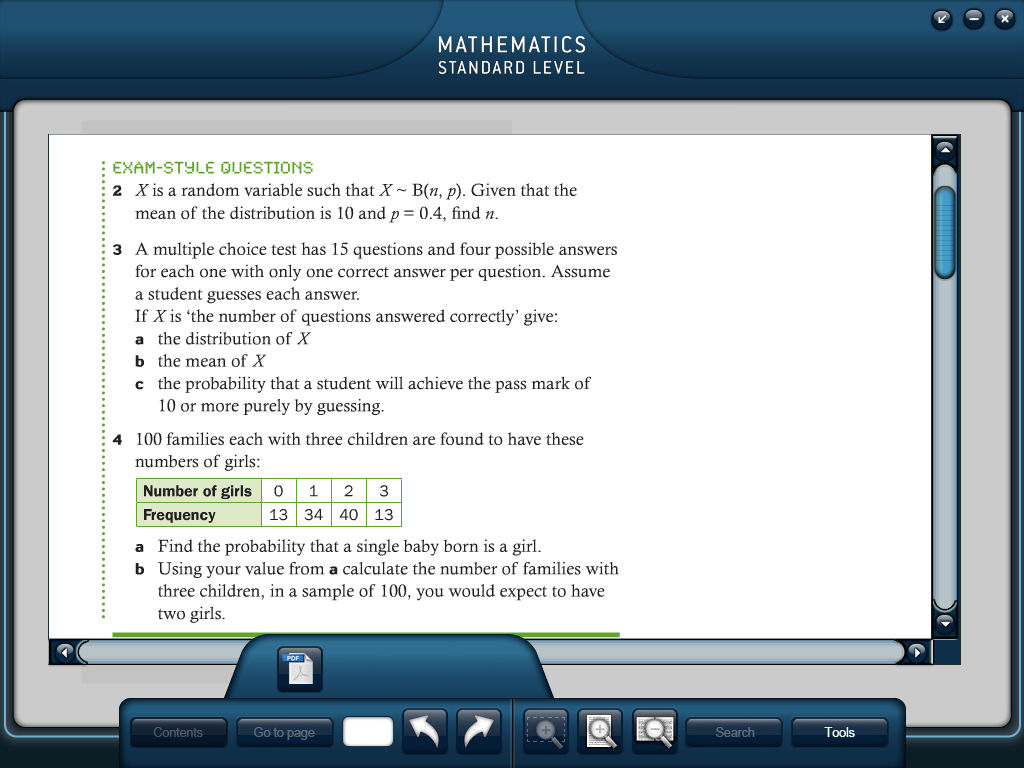 MATHEMATICS
STANDARD LEVEL
EXAM-STYLE QUESTIONS
2 X is a random variable such that X ~ B(n, p). Given that the
mean of the distribution is 10 and p = 0.4, find n.
3 A multiple choice test has 15 questions and four possible answers
for each one with only one correct answer per question. Assume
a student guesses each answer.
If X is ‘the number of questions answered correctly’ give:
a the distribution of X
b the mean of X
c the probability that a student will achieve the pass mark of
10 or more purely by guessing.
4 100 families each with three children are found to have these
numbers of girls:
Number of girls 0 1 2 3
Frequency 13 34 40 13
a Find the probability that a single baby born is a girl.
b Using your value from a calculate the number of families with
three children, in a sample of 100, you would expect to have
two girls.
PDF
Contents Go to page Search Tools